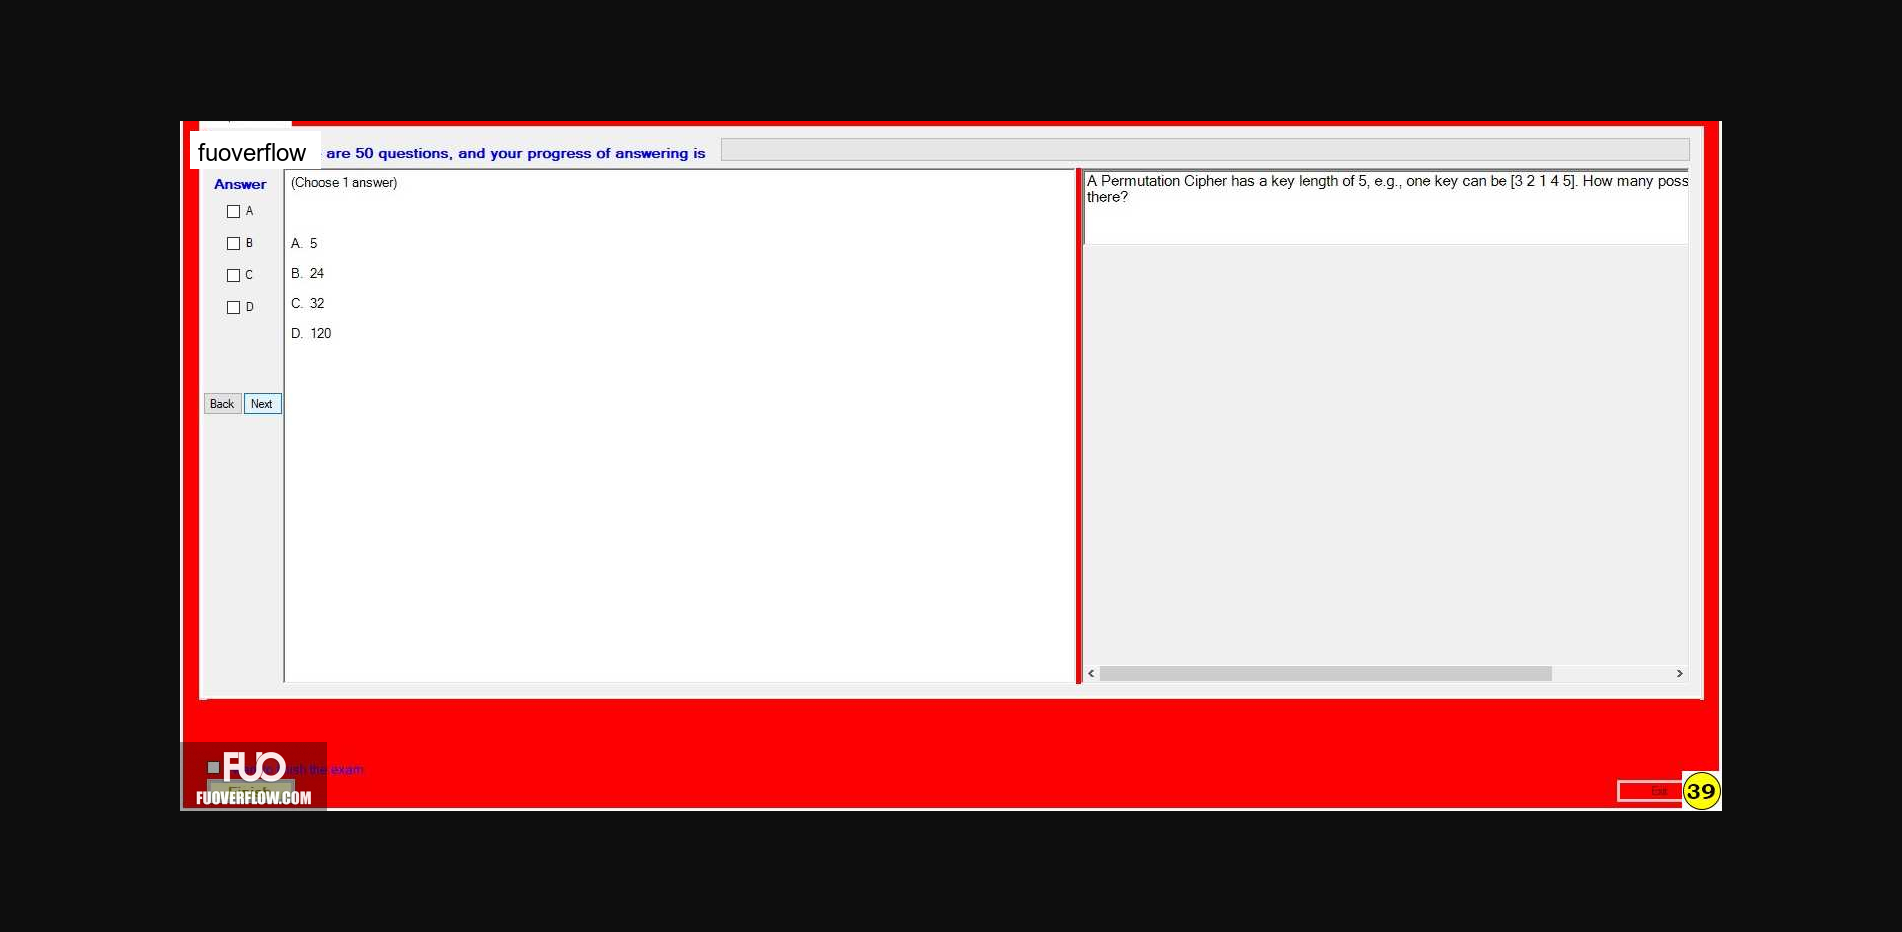 fuoverflow are 50 questions, and your progress of answering is
Answer
A
B
C
D
Back Next
(Choose 1 answer)
A. 5
B. 24
C. 32
D. 120
A Permutation Cipher has a key length of 5, e.g., one key can be [3 2 1 4 5]. How many poss
there?
FUO
the exam
FUOVERFLOW.COM
Exit
39